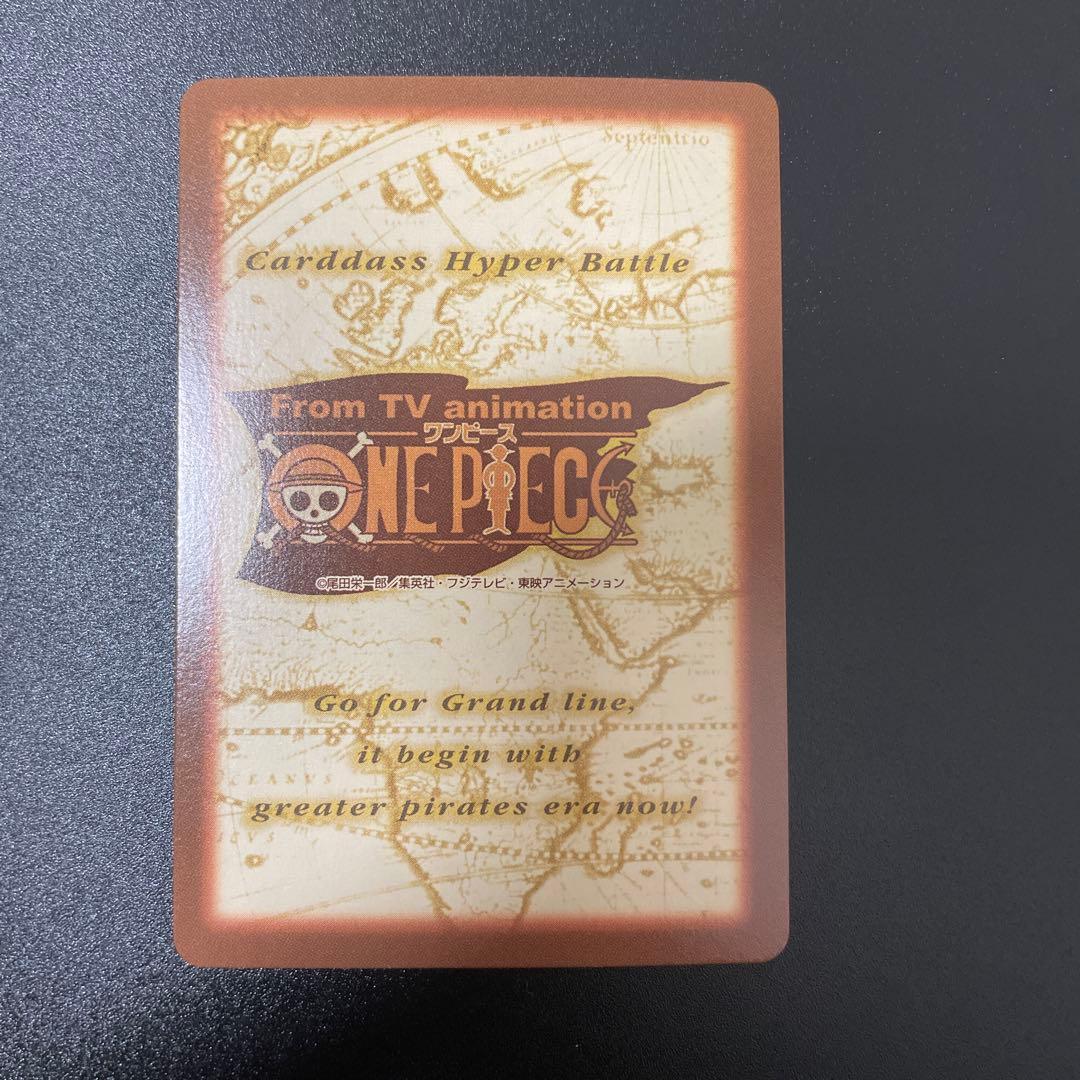 Septentrio
Carddass Hyper Battle
From TV animation
ワンピース
ONE PIECE
©尾田栄一郎／集英社・フジテレビ・東映アニメーション
Go for Grand line,
it begin with
OCEANVS
greater pirates era now!